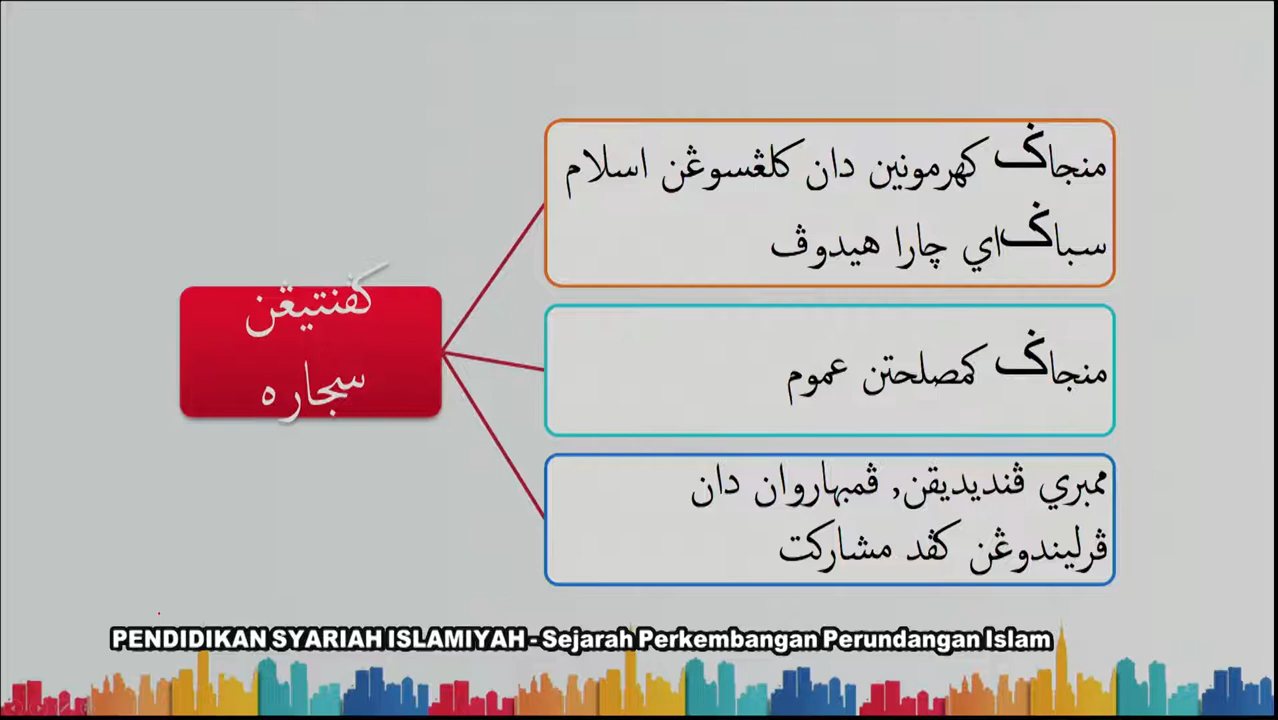 کڤنتيڠن
سجاره
منجاݢ کهرمونين دان کلڠسوڠن اسلام
سباݢاي چارا هيدوڤ
منجاݢ کمصلحتن عموم
ممبري ڤنديديقن, ڤمبهاروان دان
ڤرليندوڠن کڤد مشارکت
PENDIDIKAN SYARIAH ISLAMIYAH - Sejarah Perkembangan Perundangan Islam